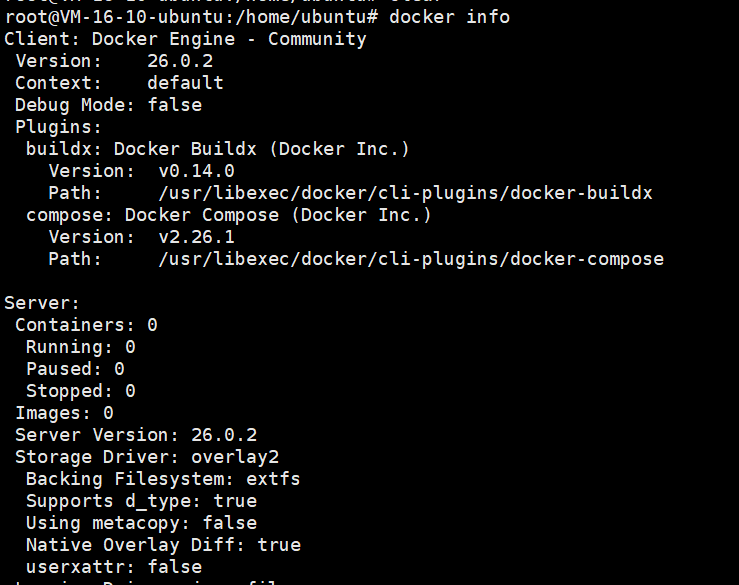 root@VM-16-10-ubuntu:/home/ubuntu# docker info
Client: Docker Engine - Community
 Version:    26.0.2
 Context:    default
 Debug Mode: false
 Plugins:
  buildx: Docker Buildx (Docker Inc.)
    Version:  v0.14.0
    Path:     /usr/libexec/docker/cli-plugins/docker-buildx
  compose: Docker Compose (Docker Inc.)
    Version:  v2.26.1
    Path:     /usr/libexec/docker/cli-plugins/docker-compose

Server:
 Containers: 0
  Running: 0
  Paused: 0
  Stopped: 0
 Images: 0
 Server Version: 26.0.2
 Storage Driver: overlay2
  Backing Filesystem: extfs
  Supports d_type: true
  Using metacopy: false
  Native Overlay Diff: true
  userxattr: false